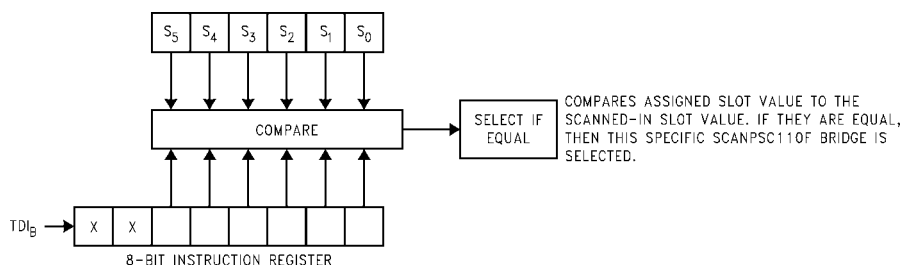 S5 S4 S3 S2 S1 S0
COMPARE
SELECT IF
EQUAL
COMPARES ASSIGNED SLOT VALUE TO THE
SCANNED-IN SLOT VALUE. IF THEY ARE EQUAL,
THEN THIS SPECIFIC SCANPSC110F BRIDGE IS
SELECTED.
TDIB X X
8-BIT INSTRUCTION REGISTER